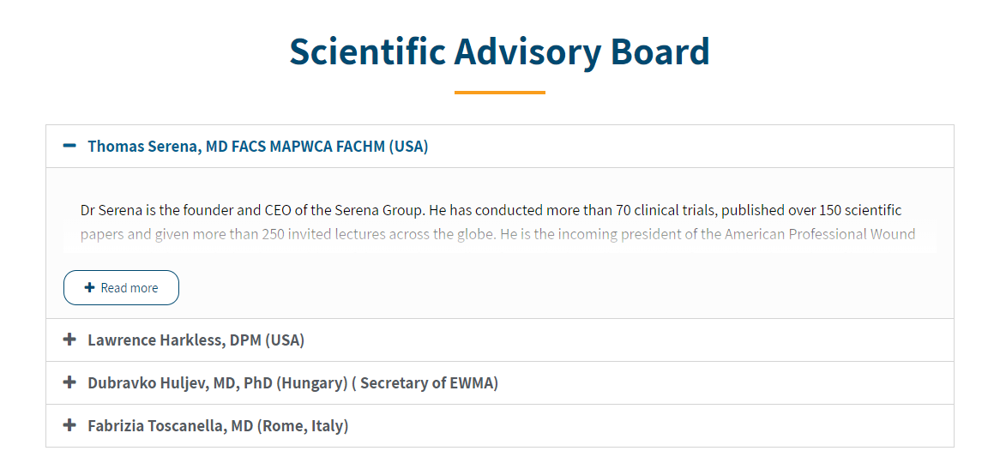 Scientific Advisory Board
Thomas Serena, MD FACS MAPWCA FACHM (USA)
Dr Serena is the founder and CEO of the Serena Group. He has conducted more than 70 clinical trials, published over 150 scientific
papers and given more than 250 invited lectures across the globe. He is the incoming president of the American Professional Wound
Read more
Lawrence Harkless, DPM (USA)
Dubravko Huljev, MD, PhD (Hungary) ( Secretary of EWMA)
Fabrizia Toscanella, MD (Rome, Italy)